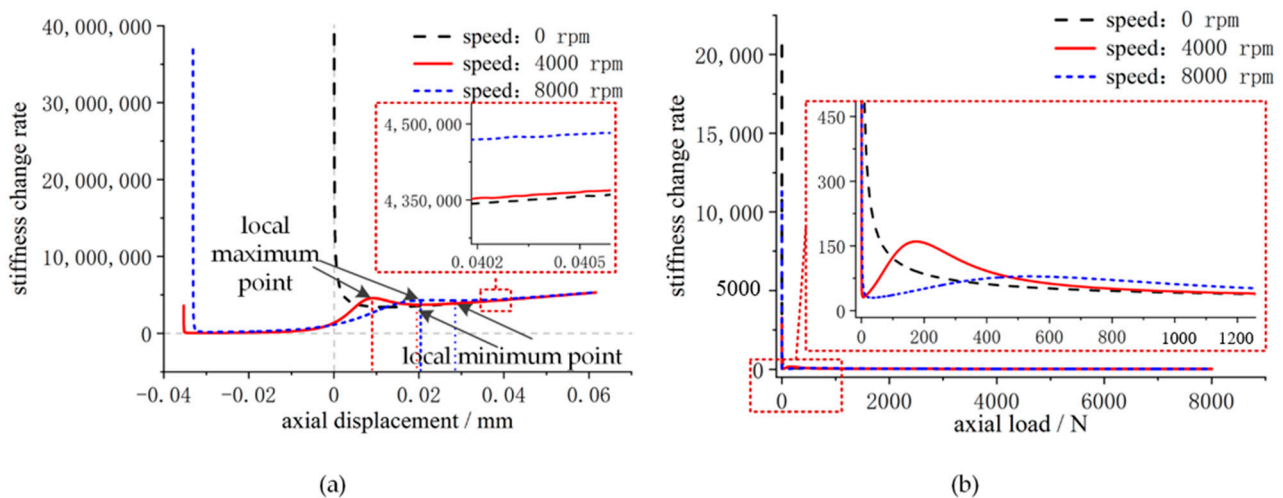 40,000,000
30,000,000
20,000,000
10,000,000
0
stiffness change rate
-0.04
-0.02
0.00
0.02
0.04
0.06
axial displacement / mm
speed: 0 rpm
speed: 4000 rpm
speed: 8000 rpm
4,500,000
4,350,000
0.0402
0.0405
local
maximum
point
local minimum point
(a)
20,000
15,000
10,000
5000
0
stiffness change rate
0
2000
4000
6000
8000
axial load / N
speed: 0 rpm
speed: 4000 rpm
speed: 8000 rpm
450
300
150
0
0
200
400
600
800
1000
1200
(b)